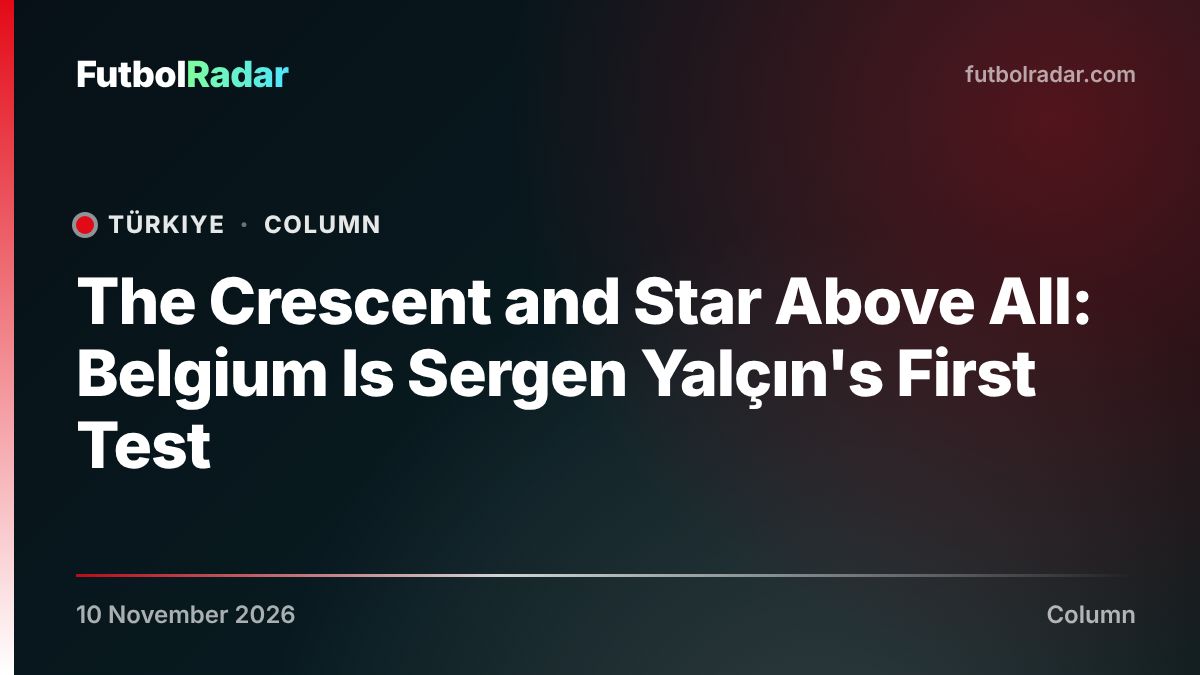 FutbolRadar
futbolradar.com
TÜRKIYE · COLUMN
The Crescent and Star Above All:
Belgium Is Sergen Yalçın's First
Test
10 November 2026
Column